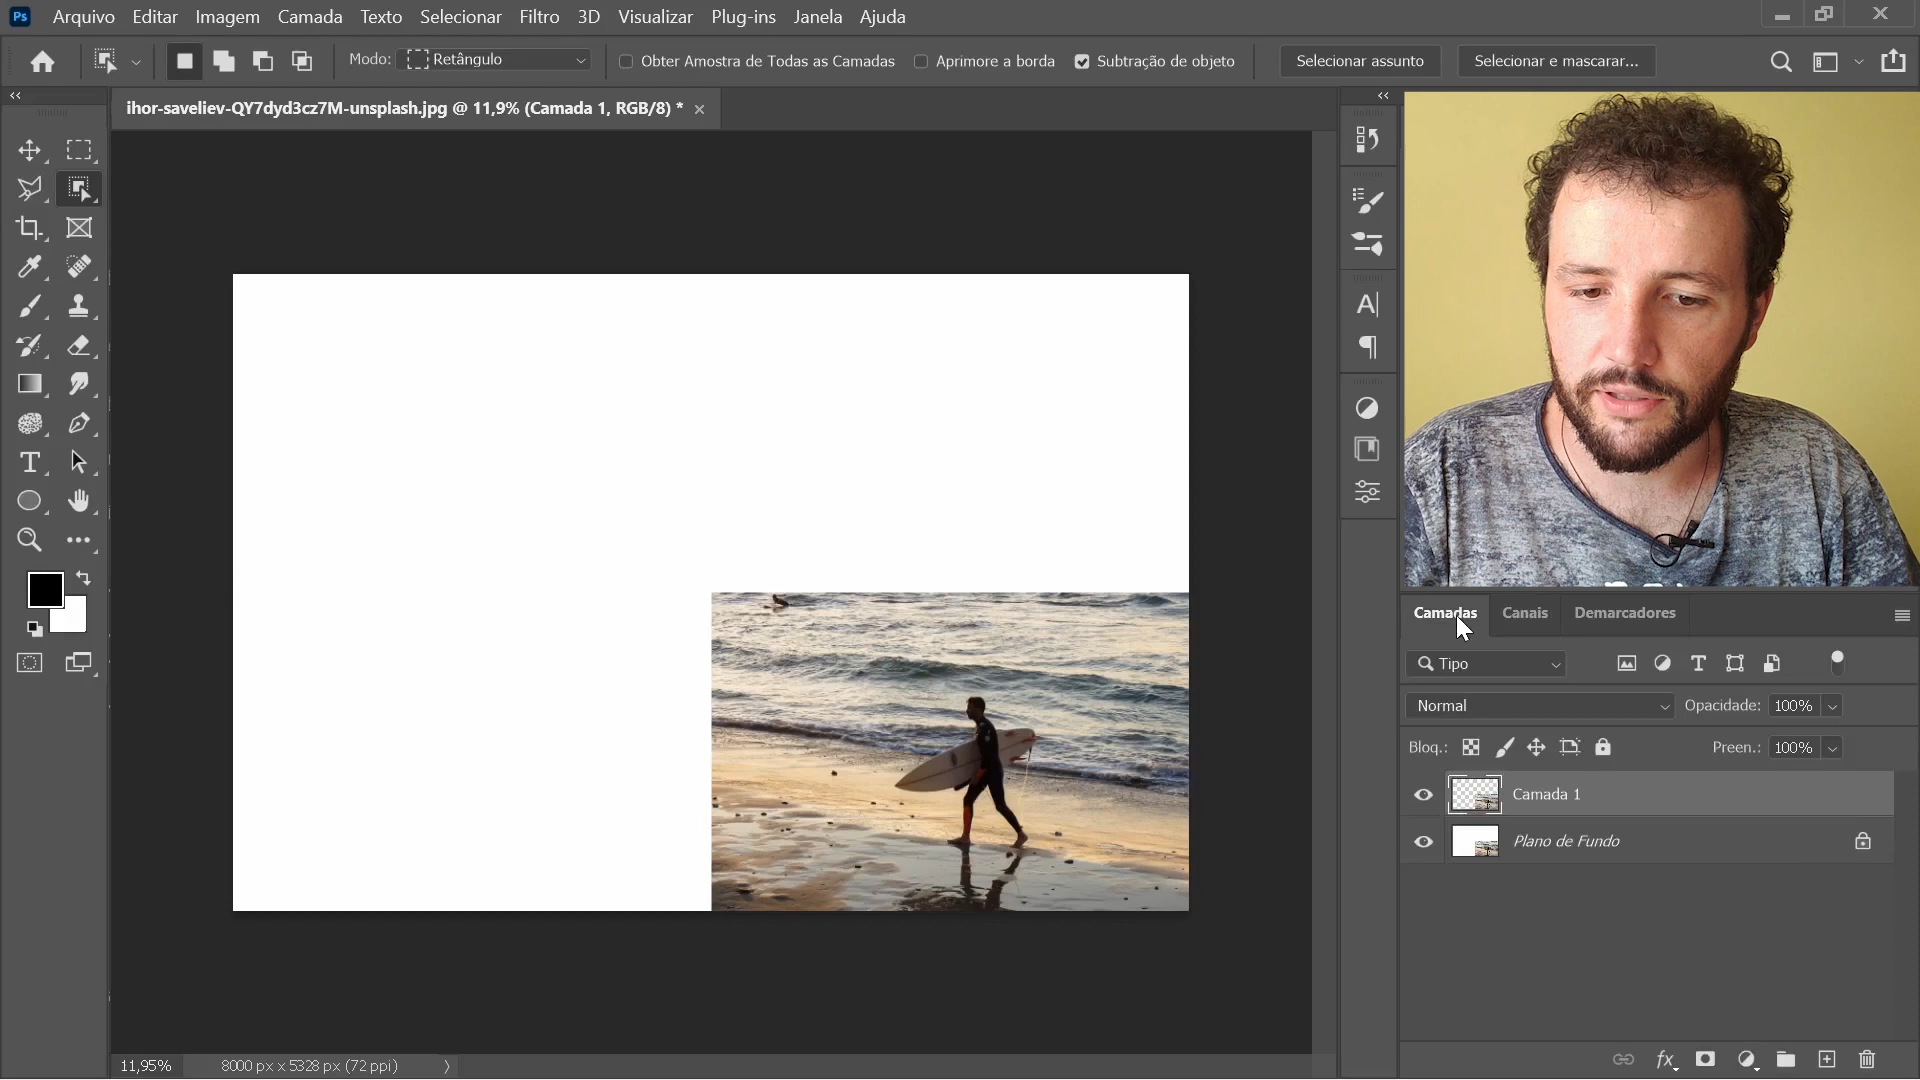 Ps Arquivo Editar Imagem Camada Texto Selecionar Filtro 3D Visualizar Plug-ins Janela Ajuda
Modo: Retângulo Obter Amostra de Todas as Camadas Aprimore a borda Subtração de objeto Selecionar assunto Selecionar e mascarar...
ihor-saveliev-QY7dyd3cz7M-unsplash.jpg @ 11,9% (Camada 1, RGB/8) *
Camadas Canais Demarcadores
Tipo
Normal Opacidade: 100%
Bloq.: Preen.: 100%
Camada 1
Plano de Fundo
11,95% 8000 px x 5328 px (72 ppi)
fx